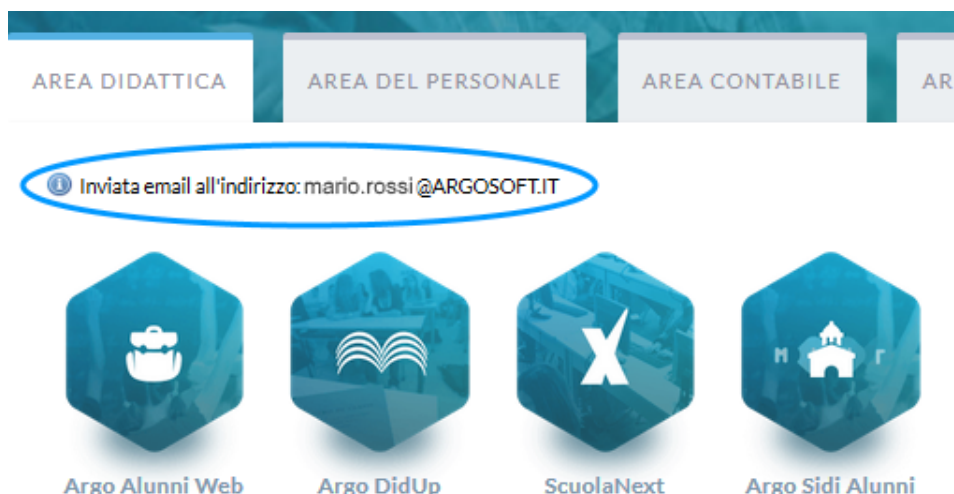 AREA DIDATTICA AREA DEL PERSONALE AREA CONTABILE AR
Inviata email all'indirizzo: mario.rossi@ARGOSOFT.IT
Argo Alunni Web Argo DidUp ScuolaNext Argo Sidi Alunni